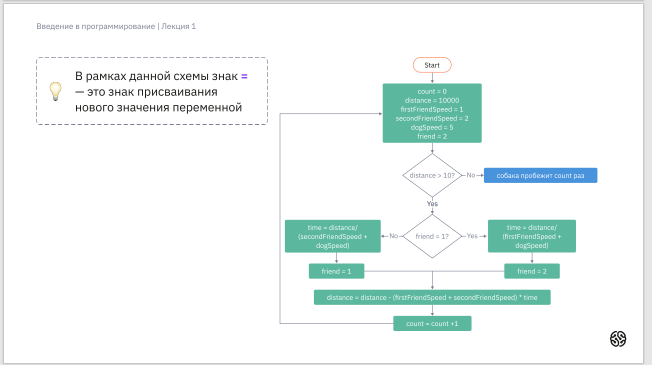 Введение в программирование | Лекция 1
В рамках данной схемы знак =
— это знак присваивания
нового значения переменной
Start
count = 0
distance = 10000
firstFriendSpeed = 1
secondFriendSpeed = 2
dogSpeed = 5
friend = 2
distance > 10?
No
собака пробежит count раз
Yes
time = distance/
(secondFriendSpeed +
dogSpeed)
No
friend = 1?
Yes
time = distance/
(firstFriendSpeed +
dogSpeed)
friend = 1
friend = 2
distance = distance - (firstFriendSpeed + secondFriendSpeed) * time
count = count +1